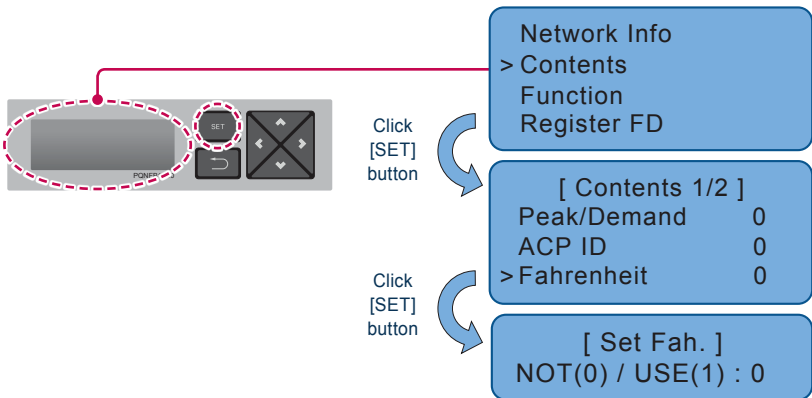 Network Info
> Contents
Function
Register FD
SET
Click
[SET]
button
[ Contents 1/2 ]
Peak/Demand 0
ACP ID 0
>Fahrenheit 0
Click
[SET]
button
[ Set Fah. ]
NOT(0) / USE(1) : 0